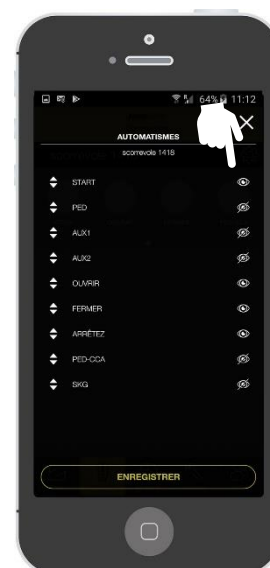 64% 11:12
AUTOMATISMES
scorrevole 1418
START
PED
AUX1
AUX2
OUVRIR
FERMER
ARRÊTEZ
PED-CCA
SKG
ENREGISTRER